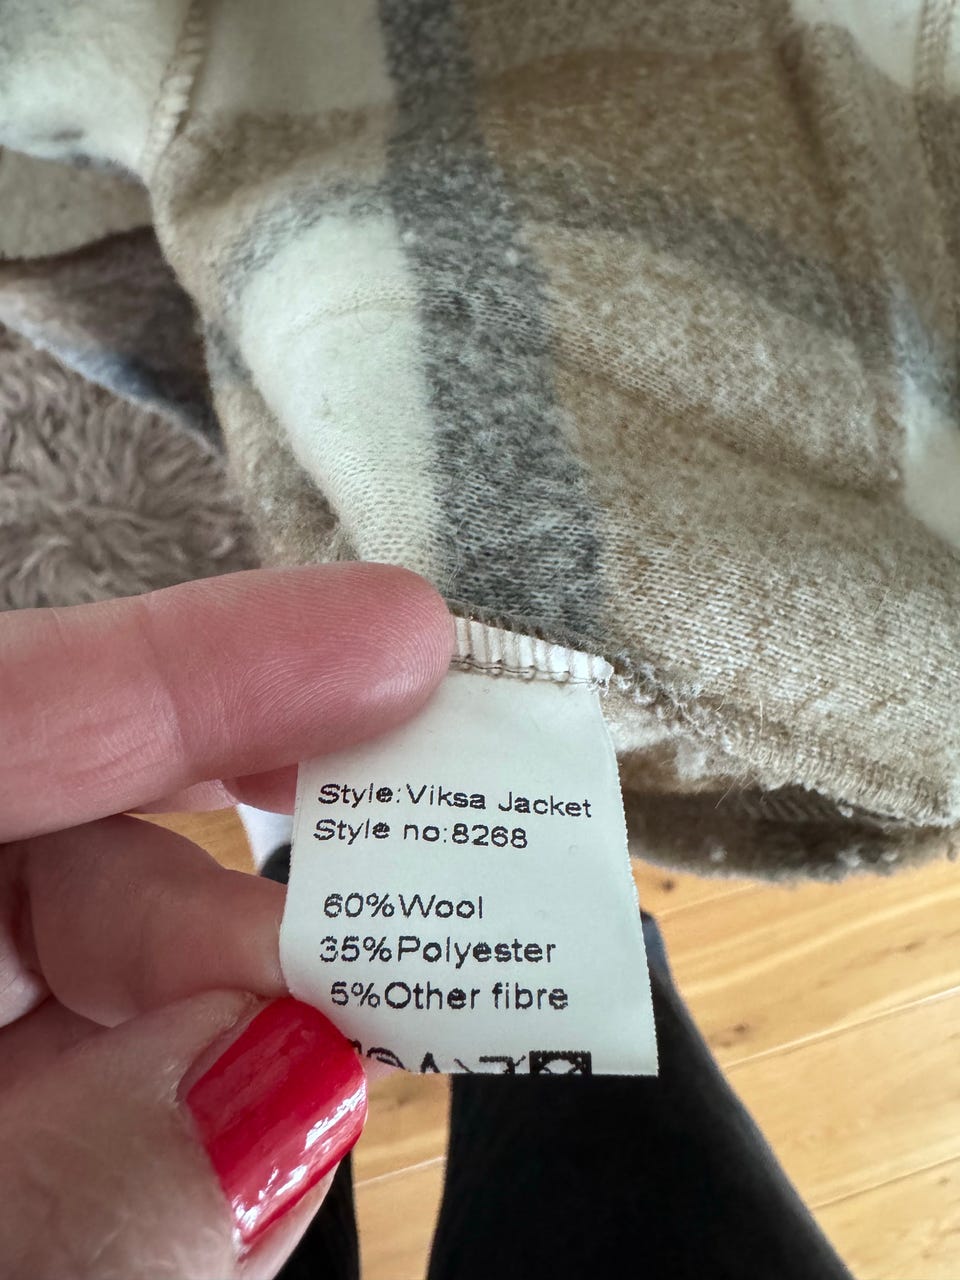 Style:Viksa Jacket
Style no:8268
60%Wool
35%Polyester
5%Other fibre